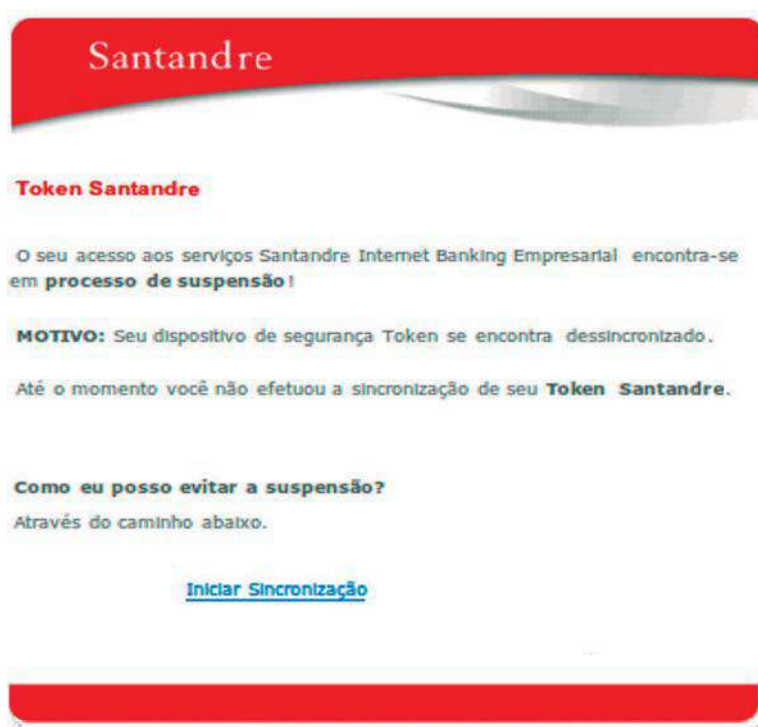 Santandre
Token Santandre
O seu acesso aos serviços Santandre Internet Banking Empresarial encontra-se
em processo de suspensão!
MOTIVO: Seu dispositivo de segurança Token se encontra dessincronizado.
Até o momento você não efetuou a sincronização de seu Token Santandre.
Como eu posso evitar a suspensão?
Através do caminho abaixo.
Iniciar Sincronização